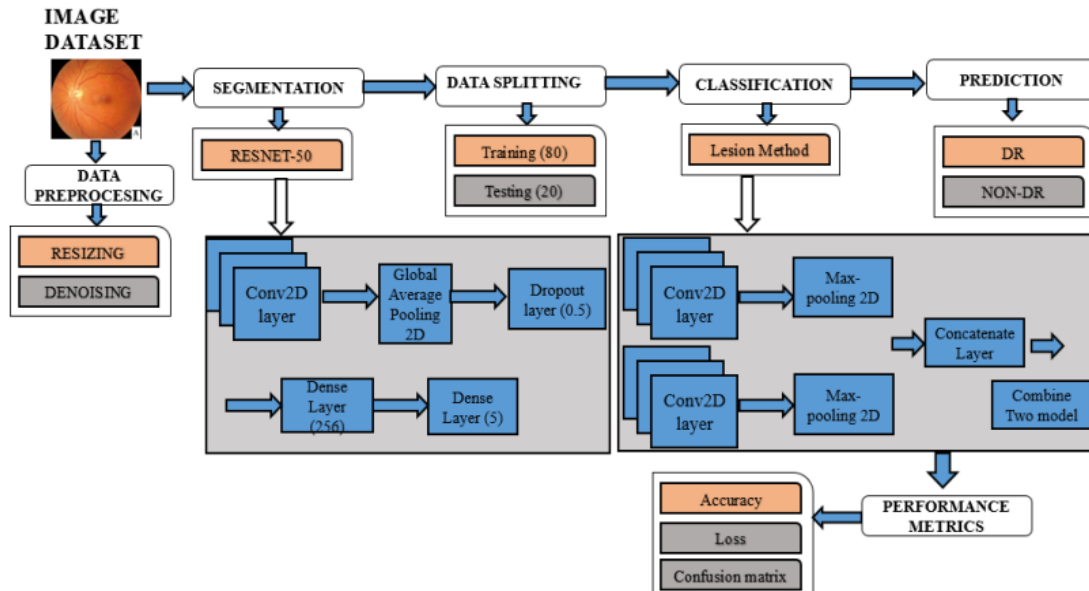 IMAGE
DATASET
A
SEGMENTATION
DATA SPLITTING
CLASSIFICATION
PREDICTION
RESNET-50
Training (80)
Testing (20)
Lesion Method
DR
NON-DR
DATA
PREPROCESING
RESIZING
DENOISING
Conv2D
layer
Global
Average
Pooling
2D
Dropout
layer (0.5)
Dense
Layer
(256)
Dense
Layer (5)
Conv2D
layer
Max-
pooling 2D
Conv2D
layer
Max-
pooling 2D
Concatenate
Layer
Combine
Two model
PERFORMANCE
METRICS
Accuracy
Loss
Confusion matrix